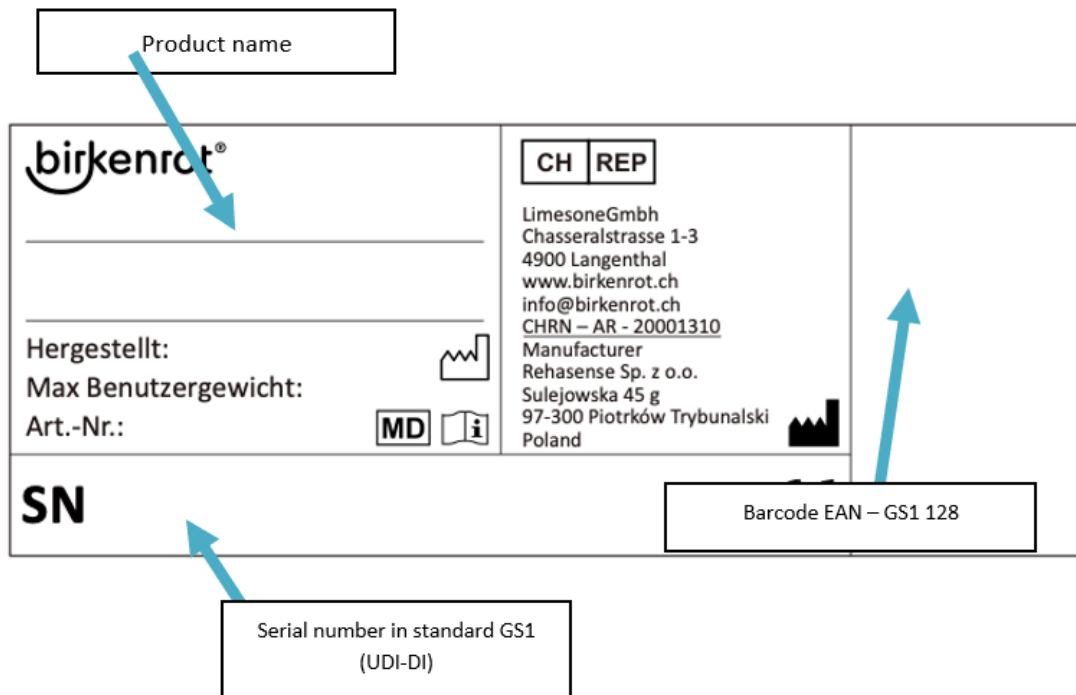 Product name
birkenrot®
Hergestellt:
Max Benutzergewicht:
Art.-Nr.:
MD
i
CH REP
LimesoneGmbh
Chasseralstrasse 1-3
4900 Langenthal
www.birkenrot.ch
info@birkenrot.ch
CHRN – AR - 20001310
Manufacturer
Rehasense Sp. z o.o.
Sulejowska 45 g
97-300 Piotrków Trybunalski
Poland
SN
Barcode EAN – GS1 128
Serial number in standard GS1
(UDI-DI)